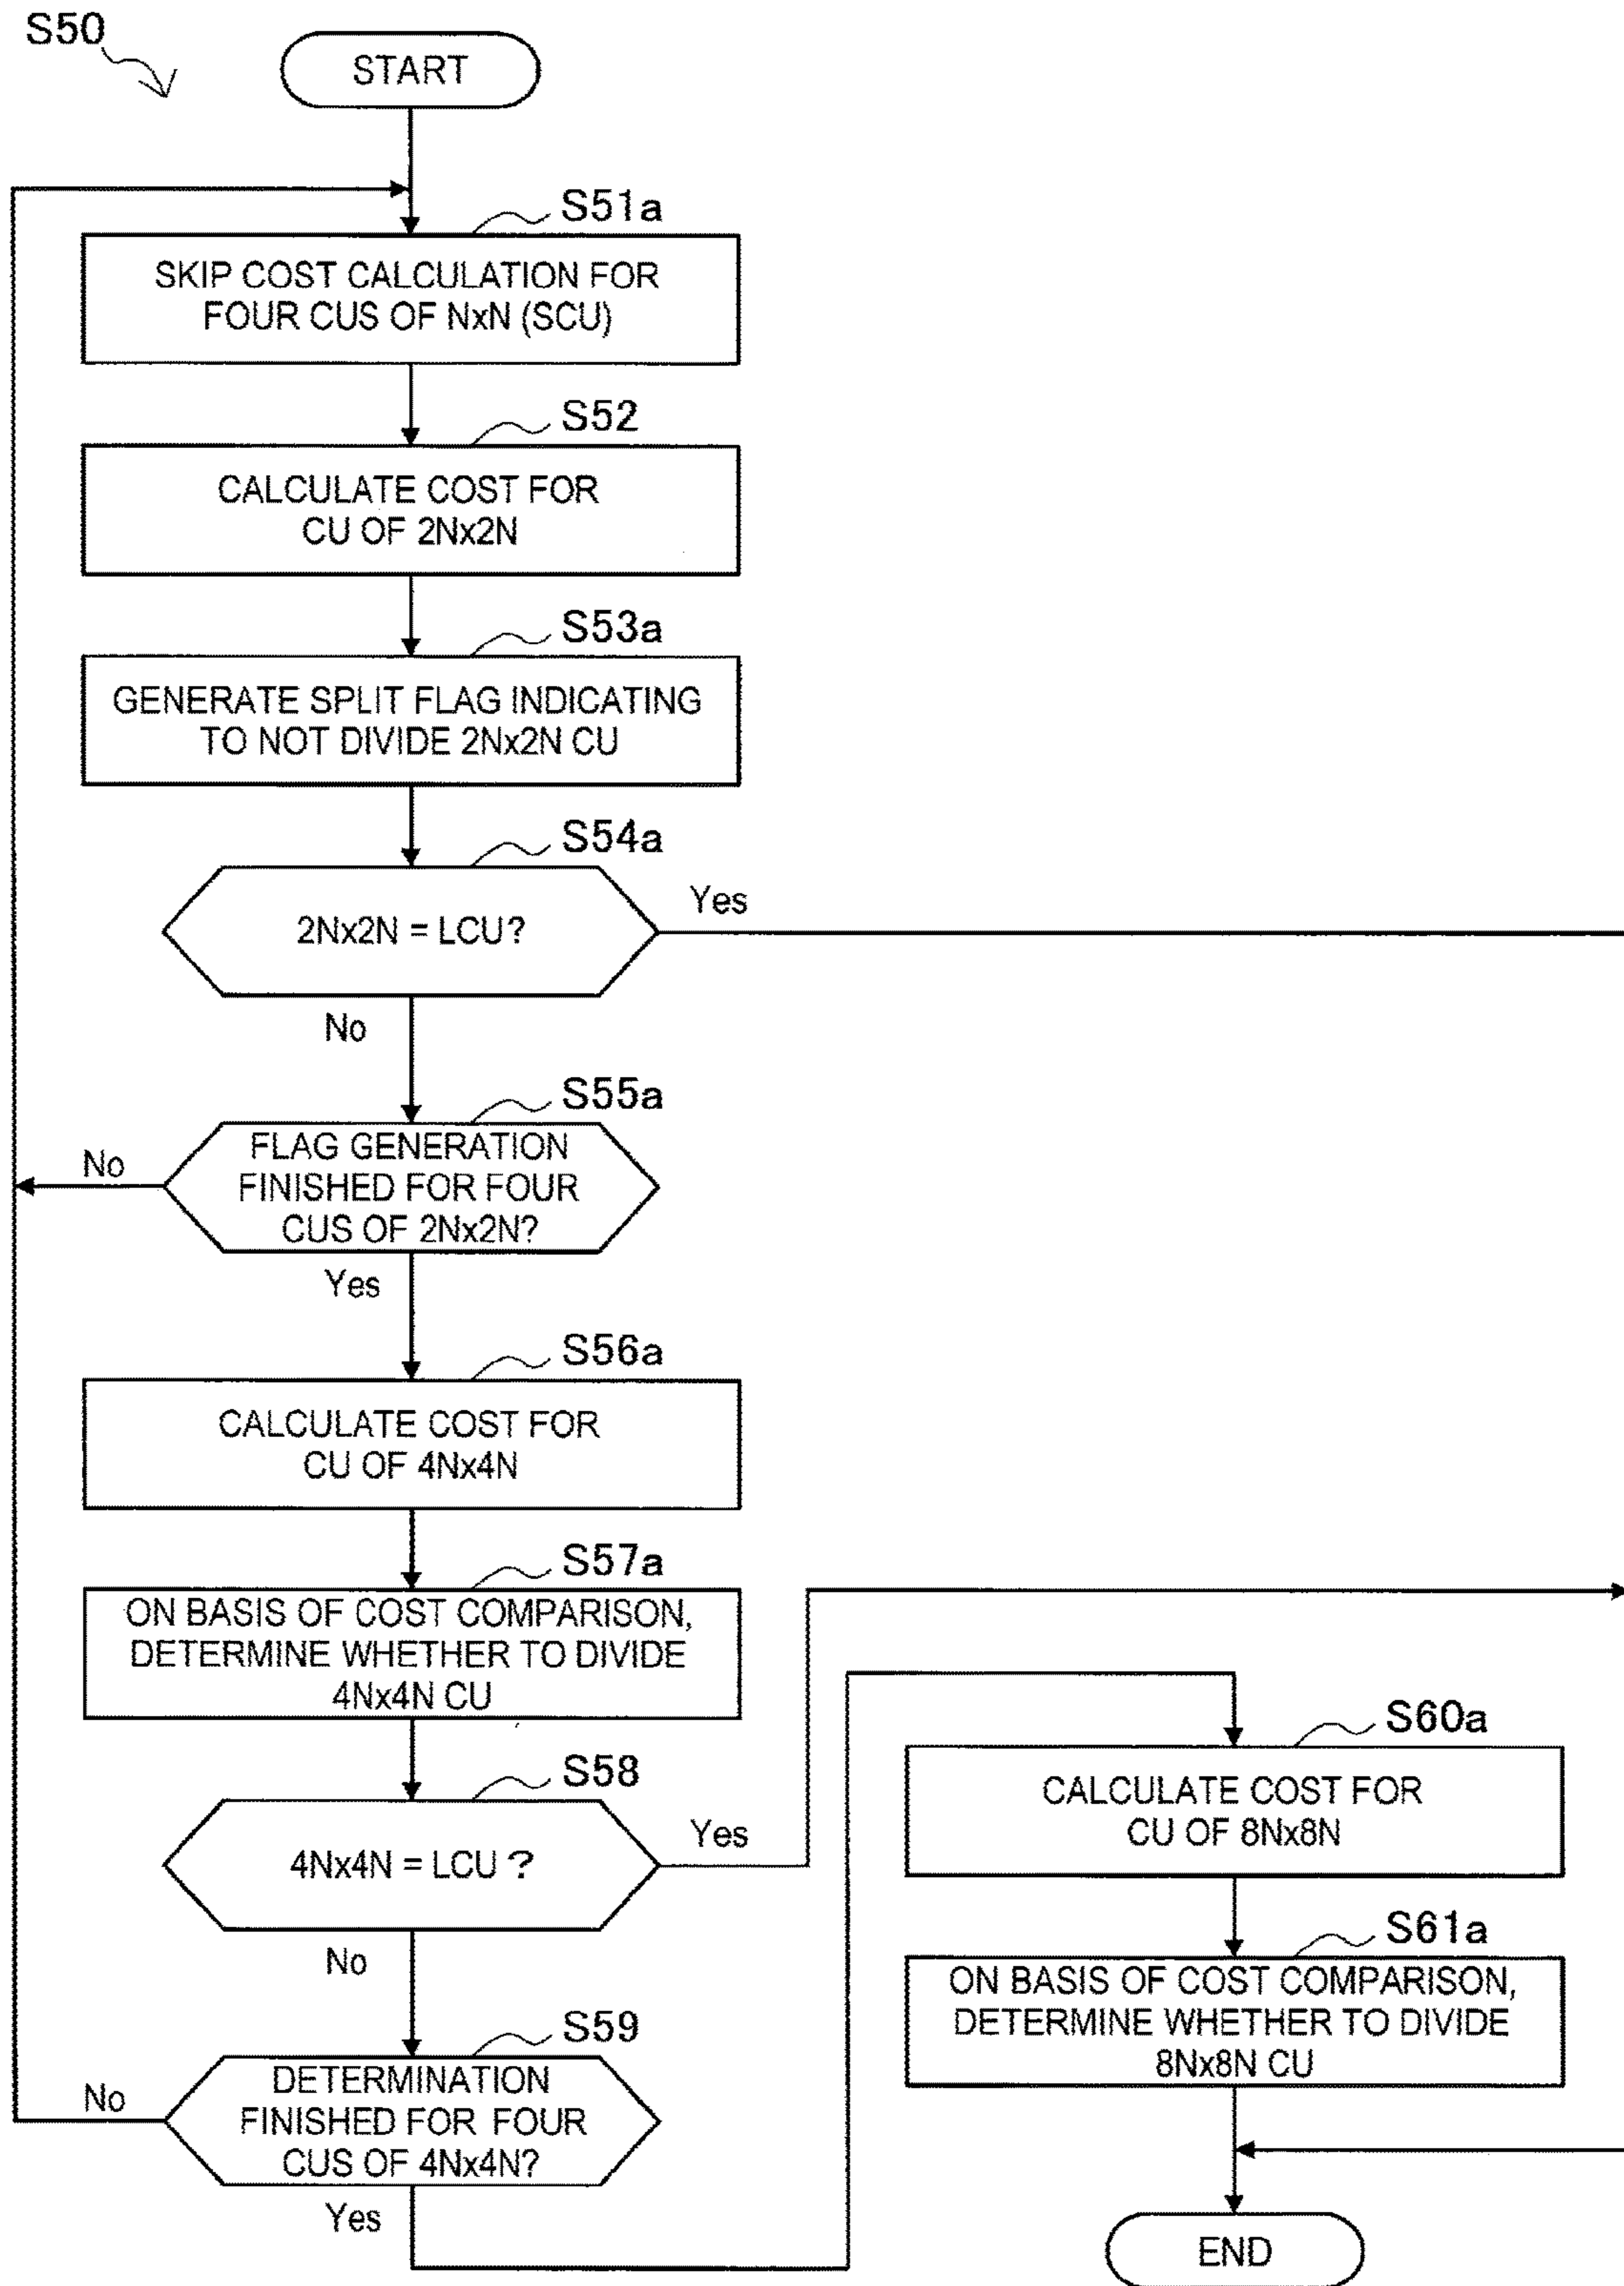 S50
START
S51a
SKIP COST CALCULATION FOR
FOUR CUS OF NxN (SCU)
S52
CALCULATE COST FOR
CU OF 2Nx2N
S53a
GENERATE SPLIT FLAG INDICATING
TO NOT DIVIDE 2Nx2N CU
S54a
2Nx2N = LCU?
Yes
No
S55a
FLAG GENERATION
FINISHED FOR FOUR
CUS OF 2Nx2N?
No
Yes
S56a
CALCULATE COST FOR
CU OF 4Nx4N
S57a
ON BASIS OF COST COMPARISON,
DETERMINE WHETHER TO DIVIDE
4Nx4N CU
S58
4Nx4N = LCU ?
Yes
No
S59
DETERMINATION
FINISHED FOR FOUR
CUS OF 4Nx4N?
No
Yes
S60a
CALCULATE COST FOR
CU OF 8Nx8N
S61a
ON BASIS OF COST COMPARISON,
DETERMINE WHETHER TO DIVIDE
8Nx8N CU
END